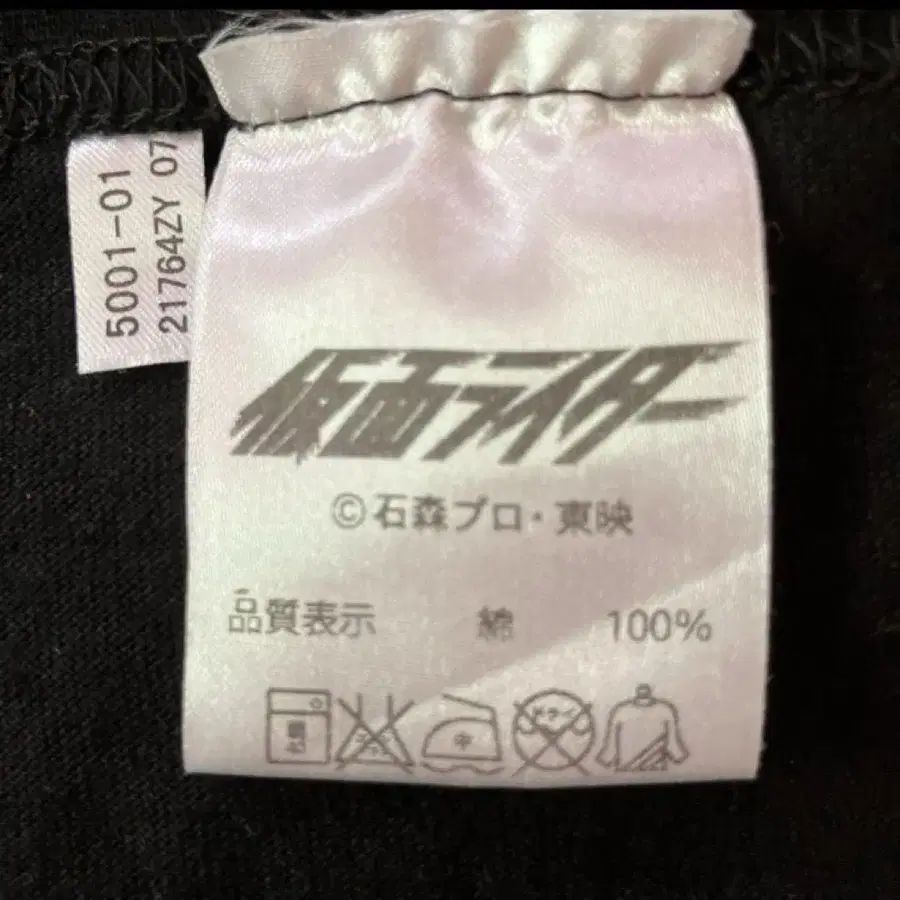 5001-01
21764ZY 07
仮面ライダー
©石森プロ・東映
品質表示 綿 100%
中